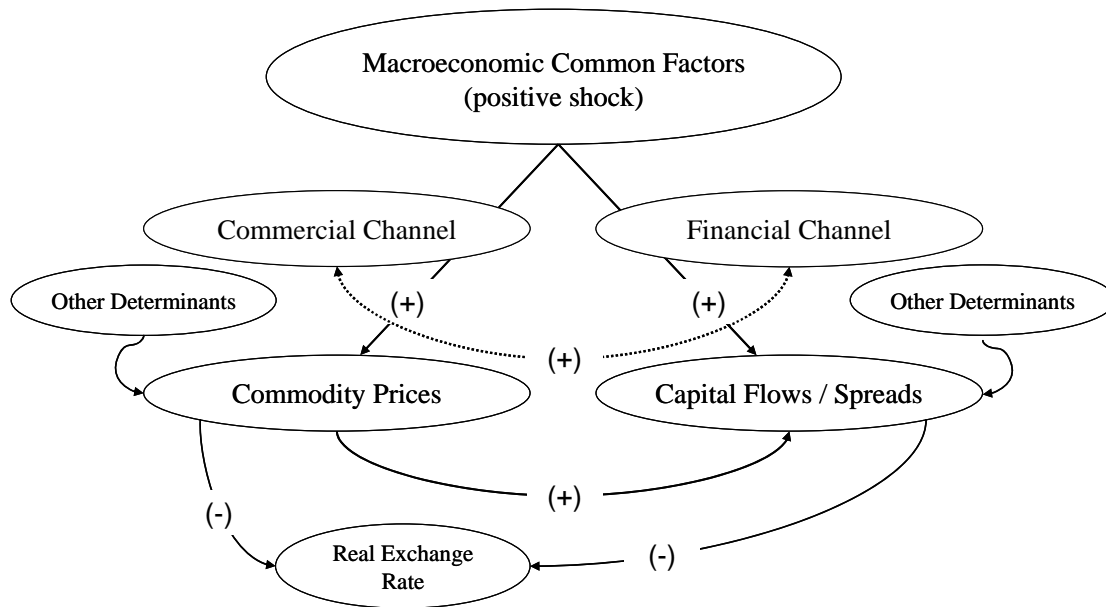 Macroeconomic Common Factors
(positive shock)
Commercial Channel
Financial Channel
Other Determinants
(+)
(+)
Other Determinants
(+)
Commodity Prices
Capital Flows / Spreads
(+)
(-)
(-)
Real Exchange
Rate